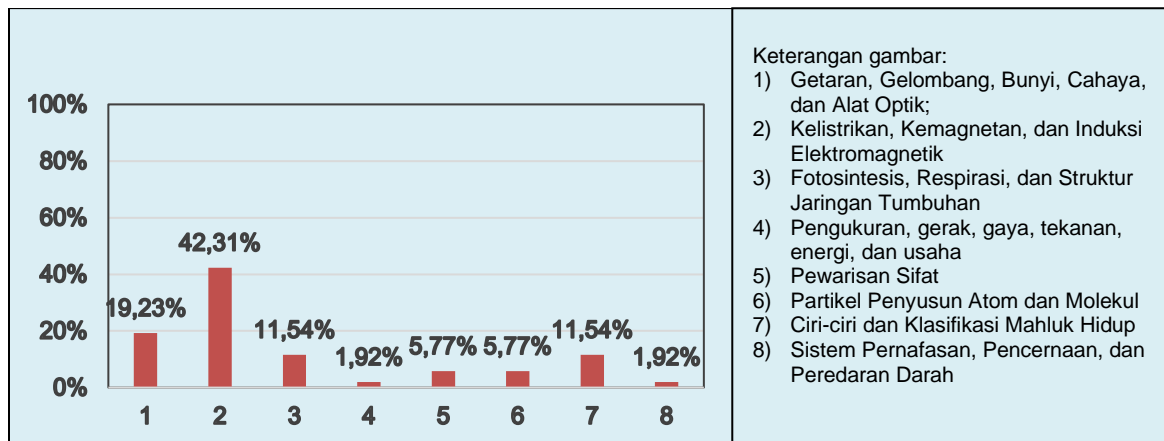 100%
80%
60%
40%
20%
0%
19,23%
42,31%
11,54%
1,92%
5,77%
5,77%
11,54%
1,92%
1 2 3 4 5 6 7 8
Keterangan gambar:
1) Getaran, Gelombang, Bunyi, Cahaya,
dan Alat Optik;
2) Kelistrikan, Kemagnetan, dan Induksi
Elektromagnetik
3) Fotosintesis, Respirasi, dan Struktur
Jaringan Tumbuhan
4) Pengukuran, gerak, gaya, tekanan,
energi, dan usaha
5) Pewarisan Sifat
6) Partikel Penyusun Atom dan Molekul
7) Ciri-ciri dan Klasifikasi Mahluk Hidup
8) Sistem Pernafasan, Pencernaan, dan
Peredaran Darah